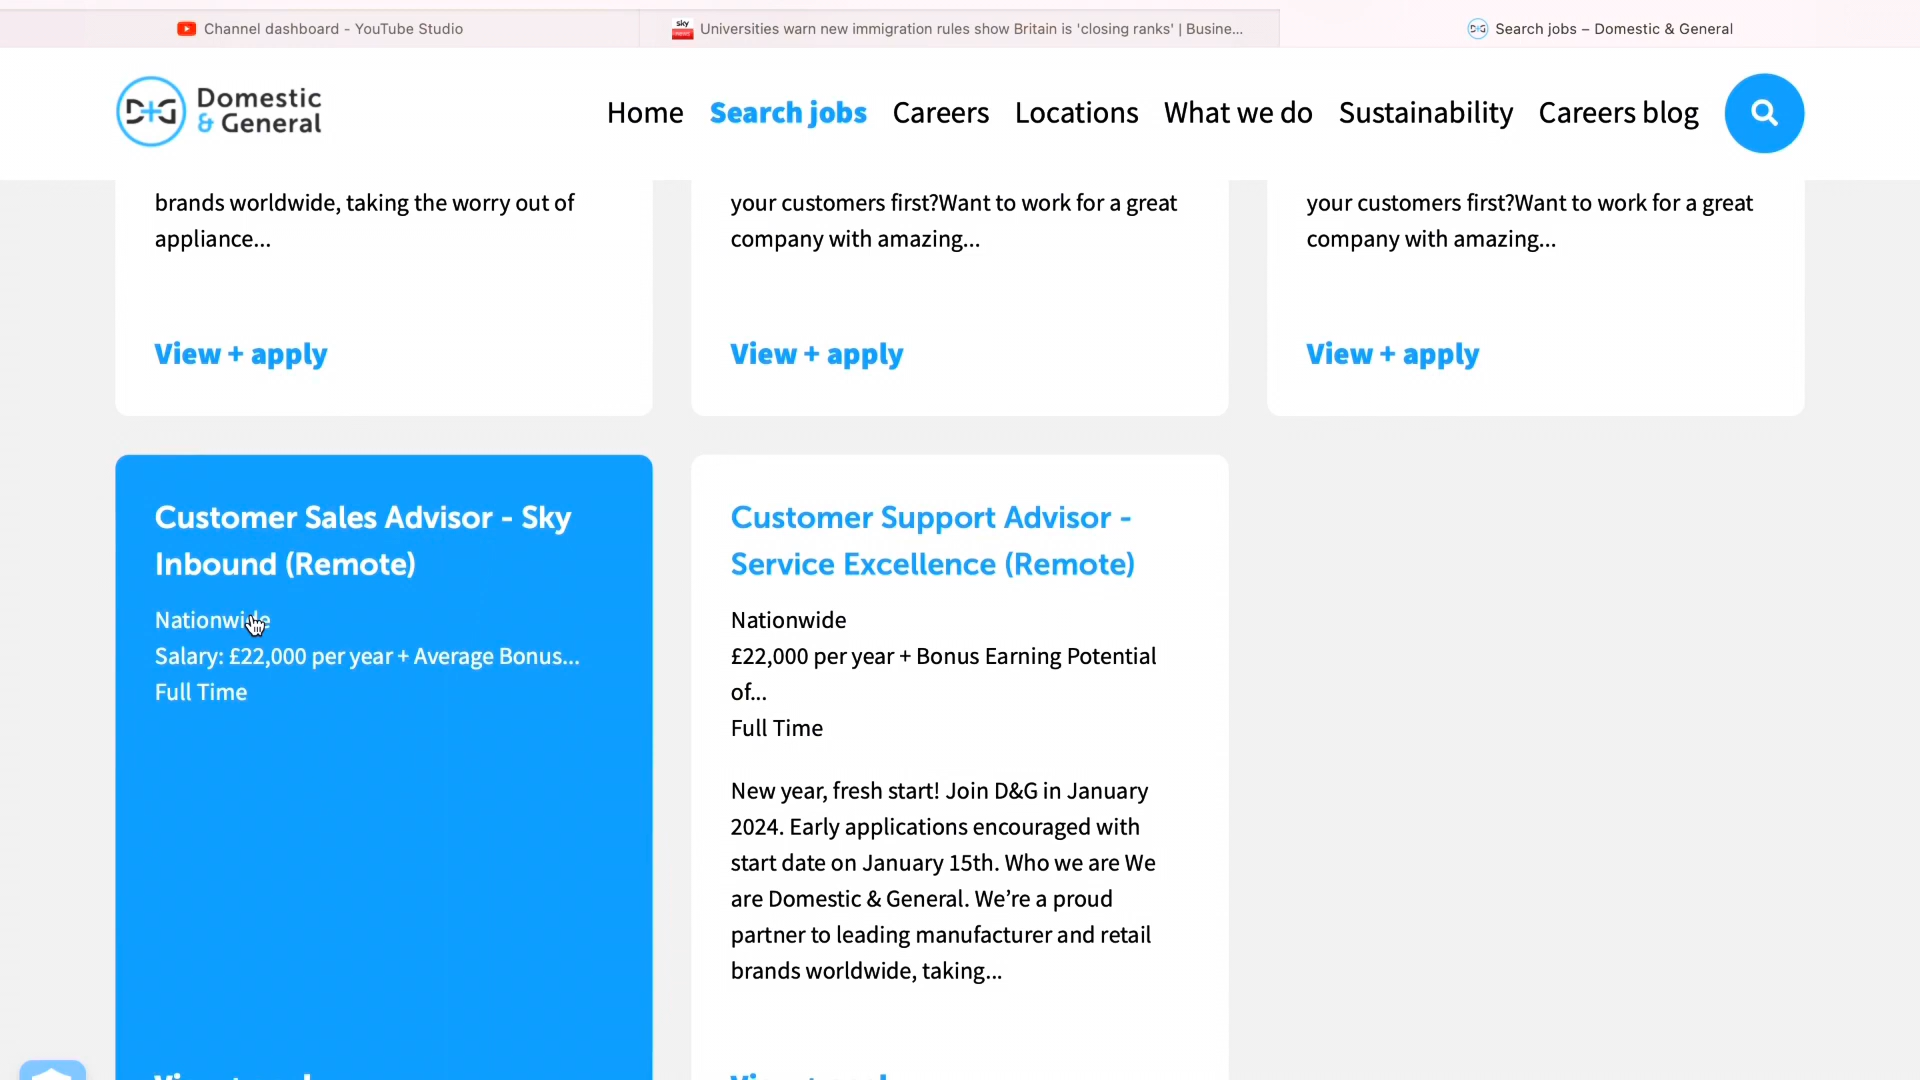 Channel dashboard - YouTube Studio
sky news
Universities warn new immigration rules show Britain is 'closing ranks' | Busine...
D+G
Search jobs – Domestic & General
D+G
Domestic
& General
Home
Search jobs
Careers
Locations
What we do
Sustainability
Careers blog
brands worldwide, taking the worry out of
appliance...
View + apply
your customers first?Want to work for a great
company with amazing...
View + apply
your customers first?Want to work for a great
company with amazing...
View + apply
Customer Sales Advisor - Sky
Inbound (Remote)
Nationwide
Salary: £22,000 per year + Average Bonus...
Full Time
Customer Support Advisor -
Service Excellence (Remote)
Nationwide
£22,000 per year + Bonus Earning Potential
of...
Full Time
New year, fresh start! Join D&G in January
2024. Early applications encouraged with
start date on January 15th. Who we are We
are Domestic & General. We’re a proud
partner to leading manufacturer and retail
brands worldwide, taking...